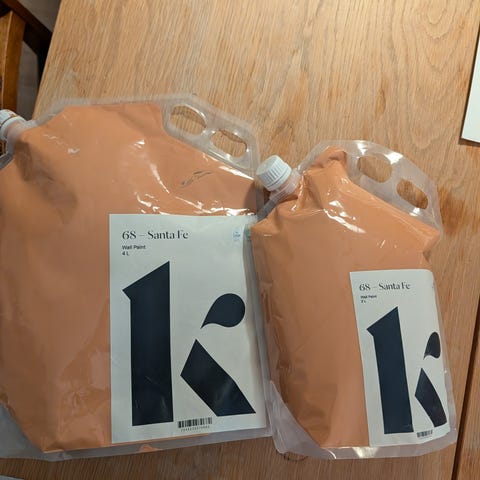 68 – Santa Fe
Wall Paint
4 L
k
68 – Santa Fe
Wall Paint
2 L
k